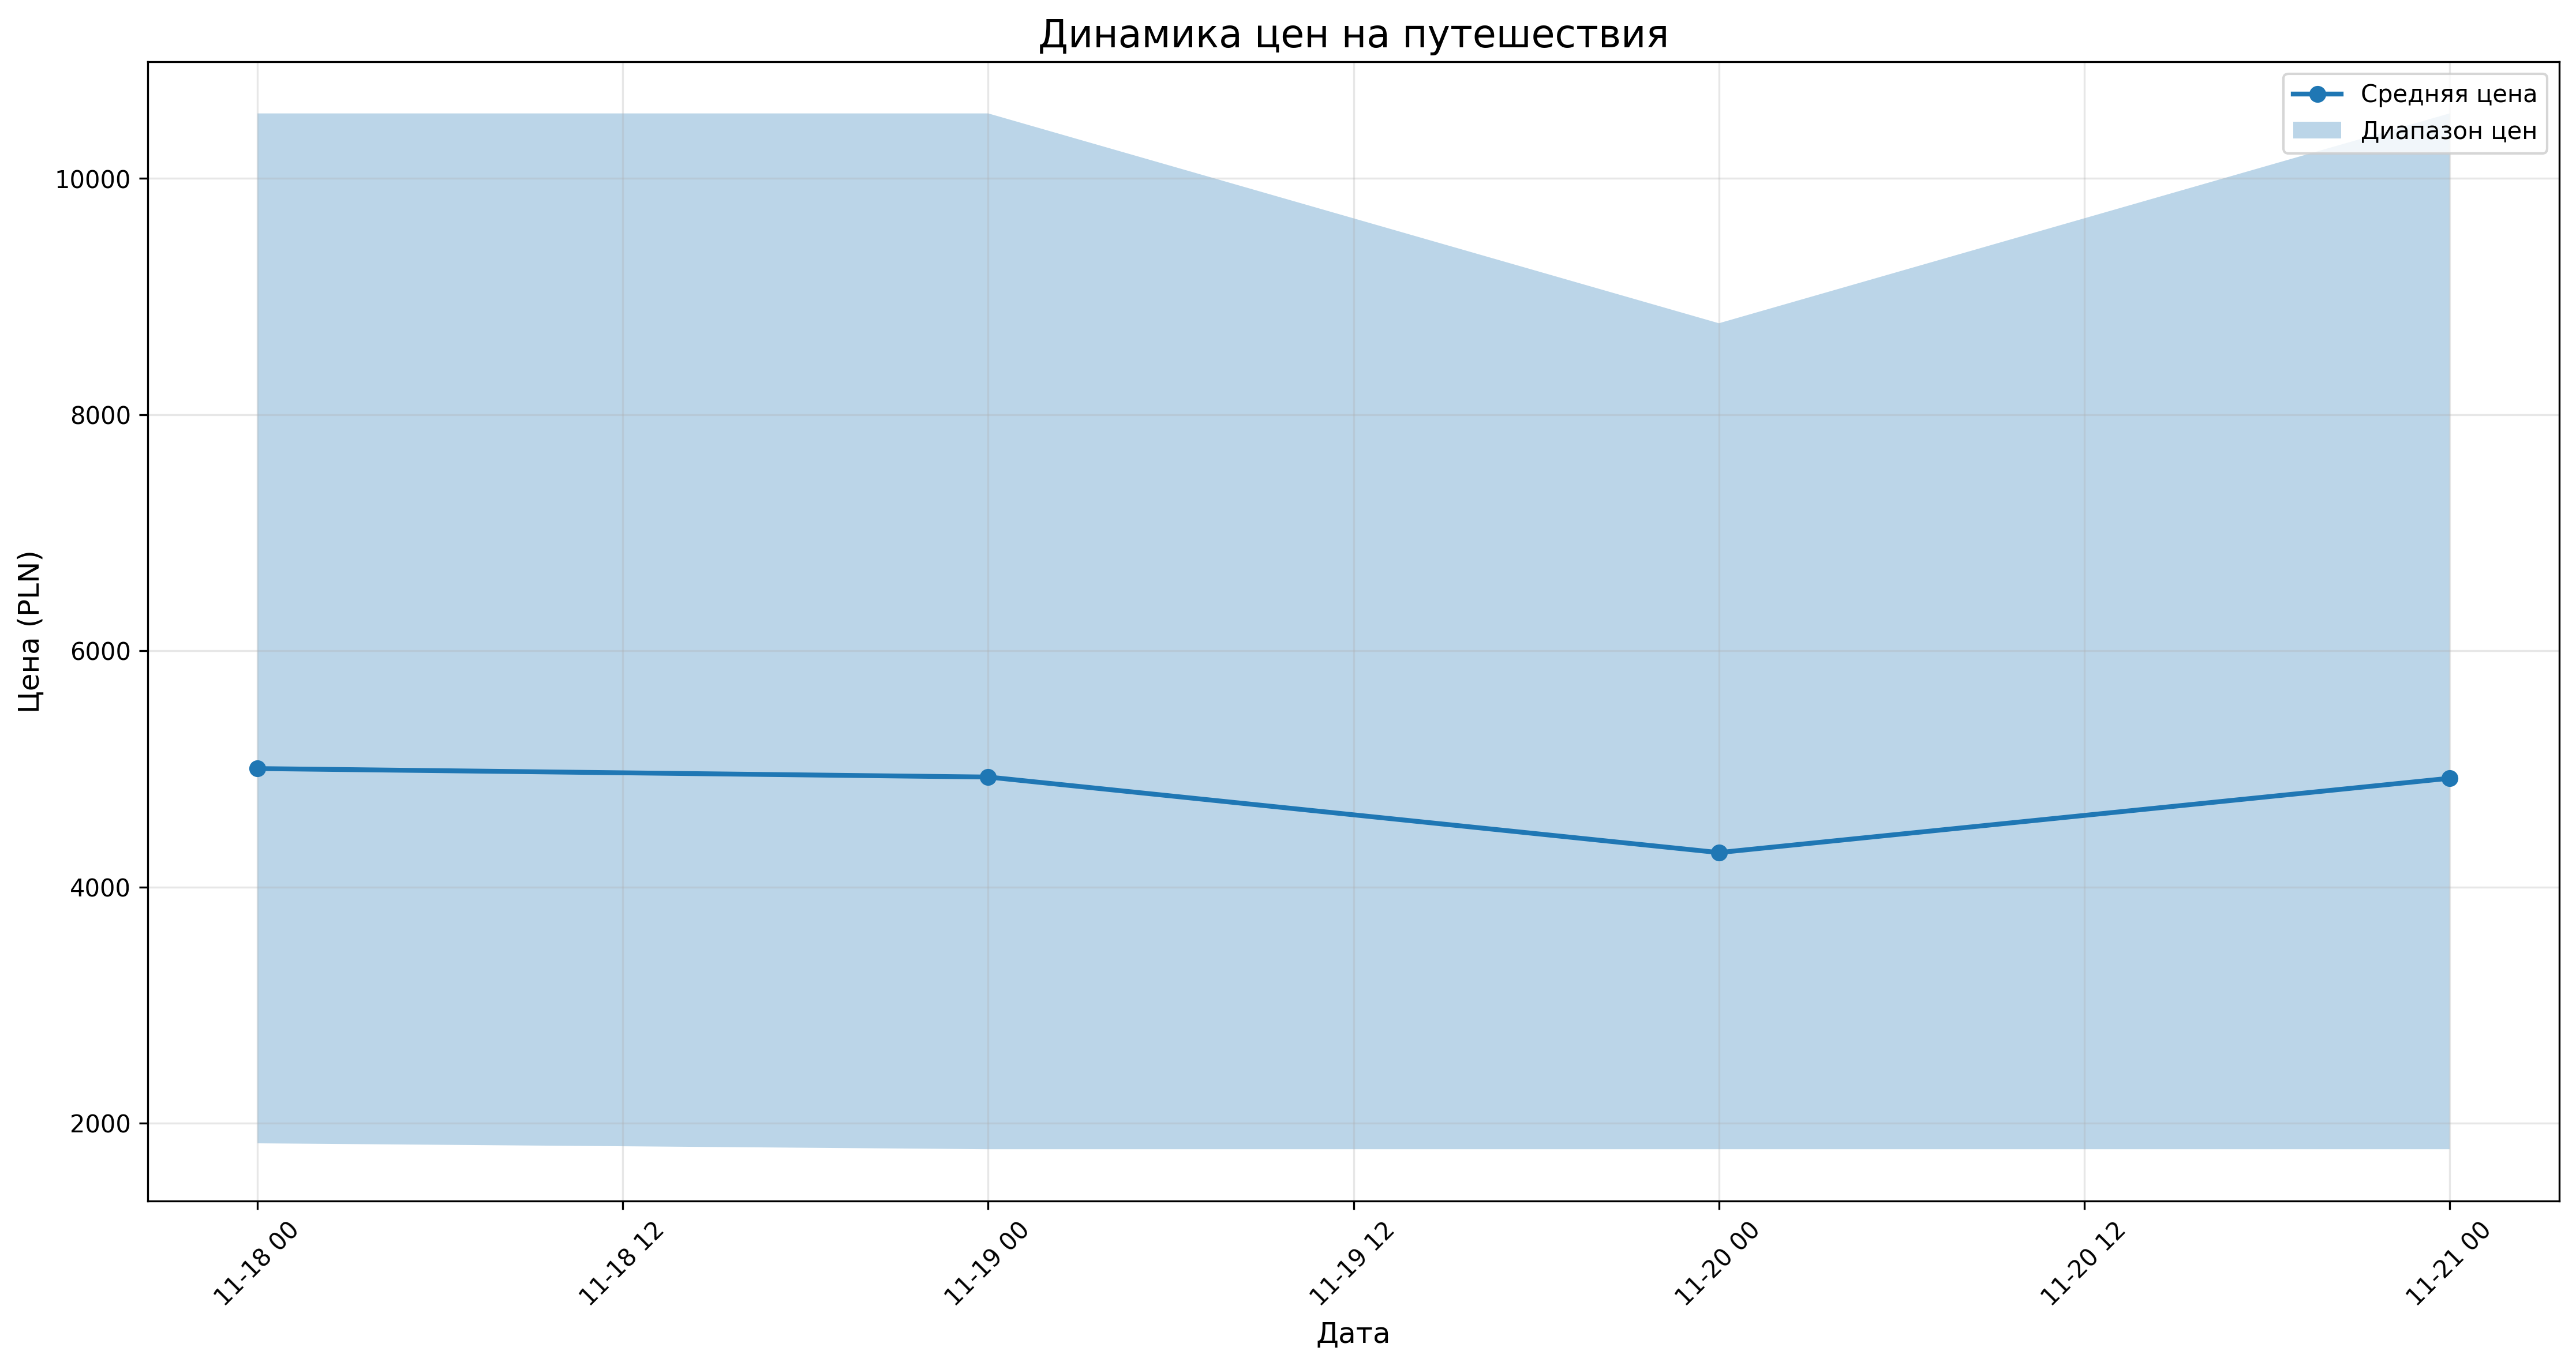 Динамика цен на путешествия
Средняя цена
Диапазон цен
Цена (PLN)
10000
8000
6000
4000
2000
11-18 00
11-18 12
11-19 00
11-19 12
11-20 00
11-20 12
11-21 00
Дата